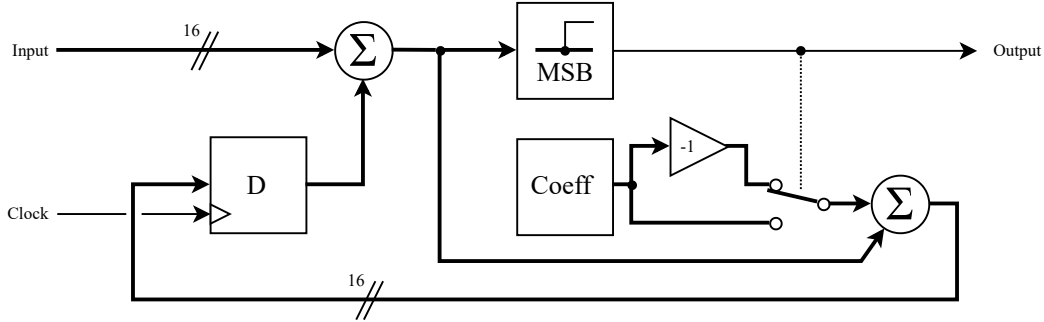 16
Input
Σ
MSB
Output
-1
D
Coeff
Σ
Clock
16